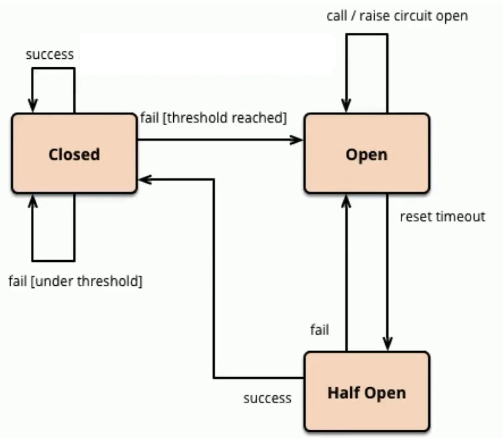 call / raise circuit open
success
fail [threshold reached]
Closed
Open
reset timeout
fail [under threshold]
fail
Half Open
success